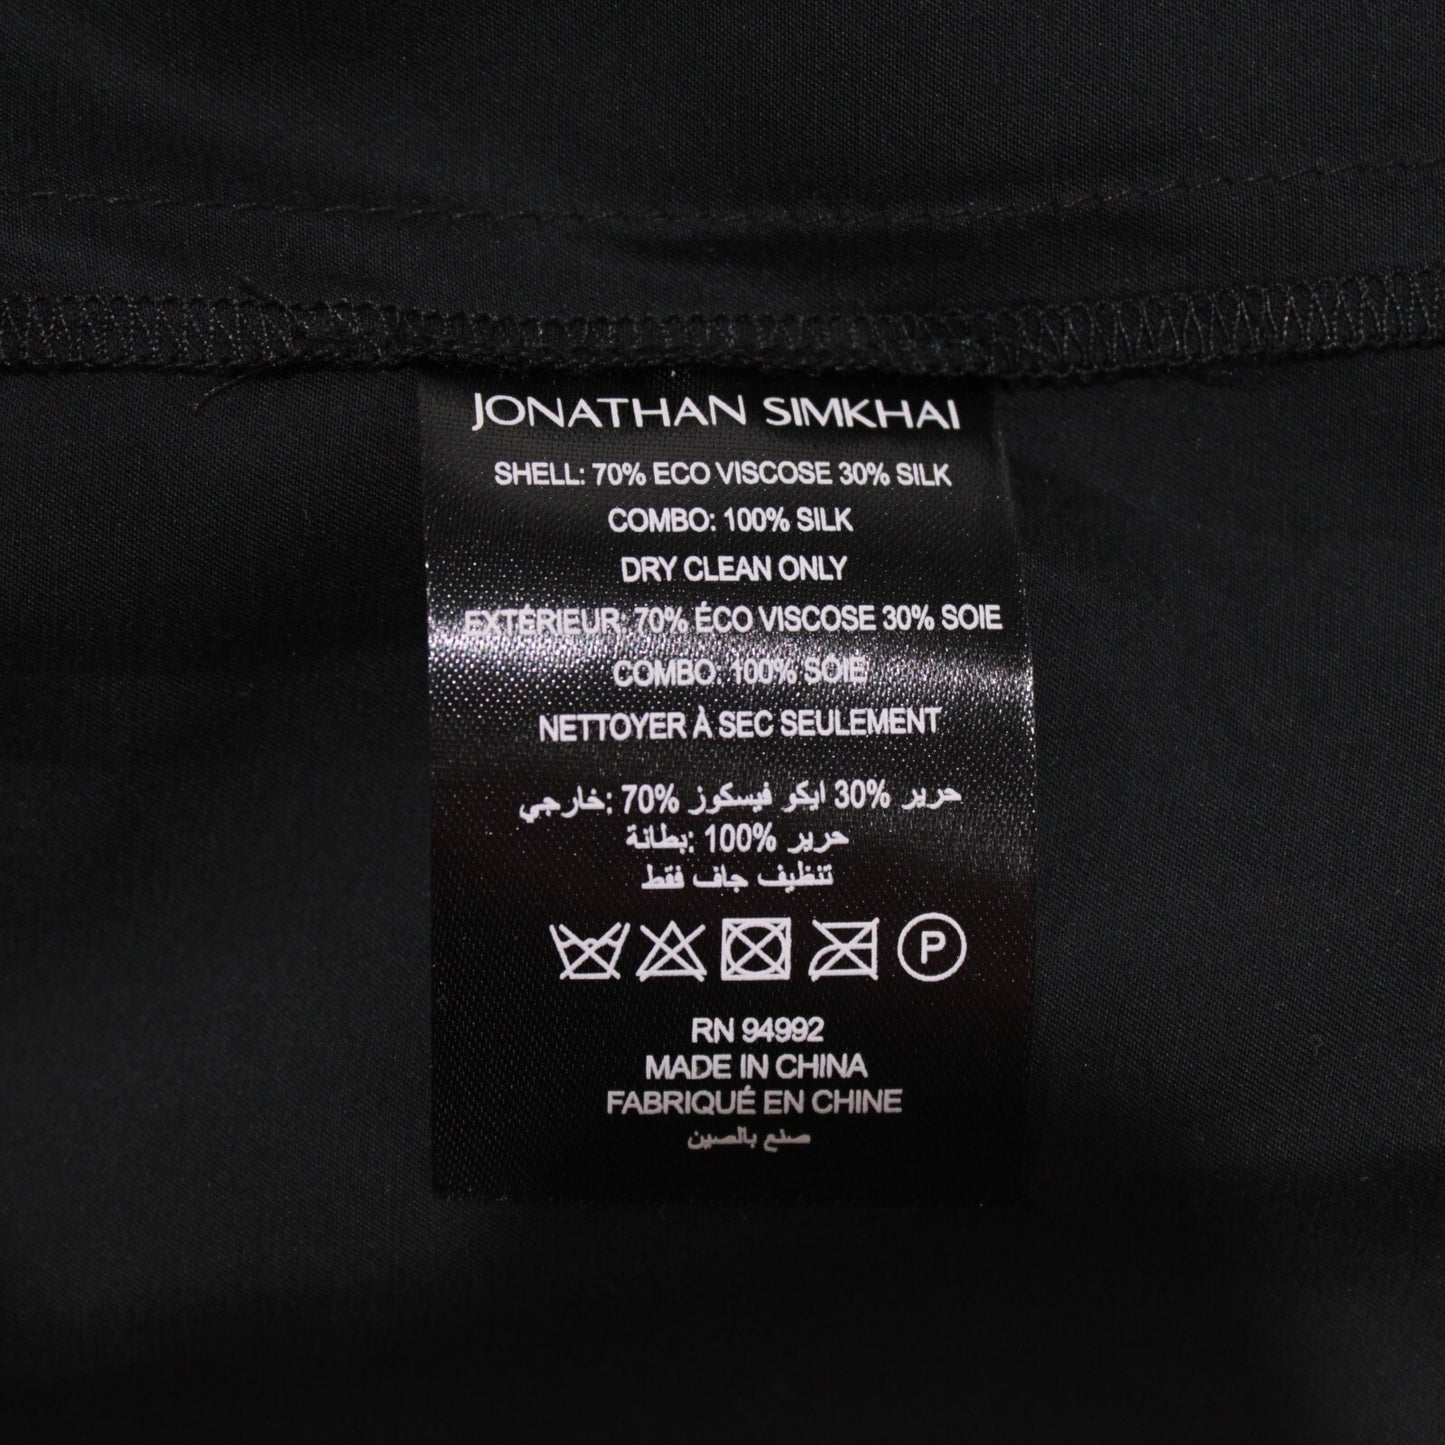 JONATHAN SIMKHAI
SHELL: 70% ECO VISCOSE 30% SILK
COMBO: 100% SILK
DRY CLEAN ONLY
EXTÉRIEUR: 70% ÉCO VISCOSE 30% SOIE
COMBO: 100% SOIE
NETTOYER À SEC SEULEMENT
خارجي: 70% ايكو فيسكوز 30% حرير
بطانة: 100% حرير
تنظيف جاف فقط
P
RN 94992
MADE IN CHINA
FABRIQUÉ EN CHINE
صنع بالصين